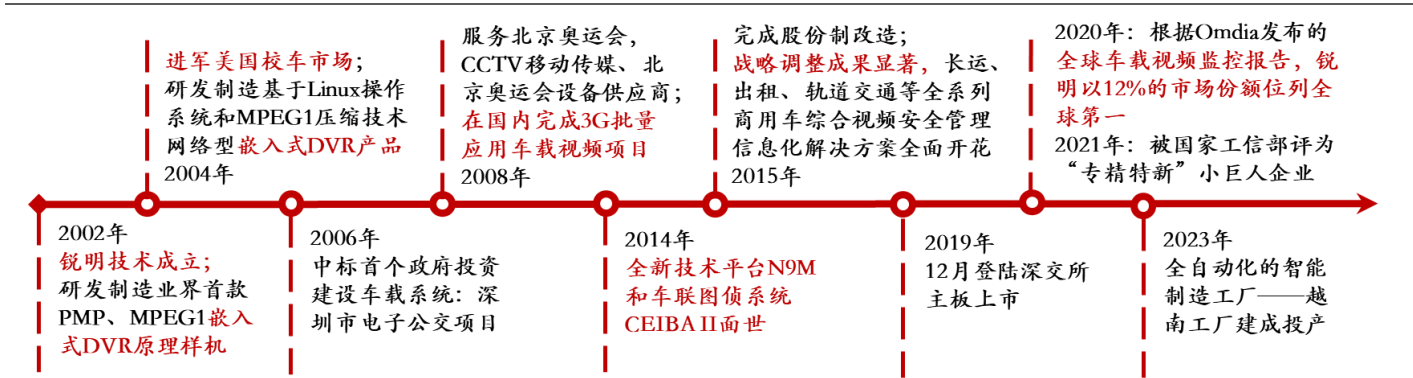 进军美国校车市场；
研发制造基于Linux操作
系统和MPEG1压缩技术
网络型嵌入式DVR产品
2004年
服务北京奥运会，
CCTV移动传媒、北
京奥运会设备供应商；
在国内完成3G批量
应用车载视频项目
2008年
完成股份制改造；
战略调整成果显著，长运、
出租、轨道交通等全系列
商用车综合视频安全管理
信息化解决方案全面开花
2015年
2020年：根据Omdia发布的
全球车载视频监控报告，锐
明以12%的市场份额位列全
球第一
2021年：被国家工信部评为
“专精特新”小巨人企业
2002年
锐明技术成立；
研发制造业界首款
PMP、MPEG1嵌入
式DVR原理样机
2006年
中标首个政府投资
建设车载系统：深
圳市电子公交项目
2014年
全新技术平台N9M
和车联图侦系统
CEIBA II面世
2019年
12月登陆深交所
主板上市
2023年
全自动化的智能
制造工厂——越
南工厂建成投产